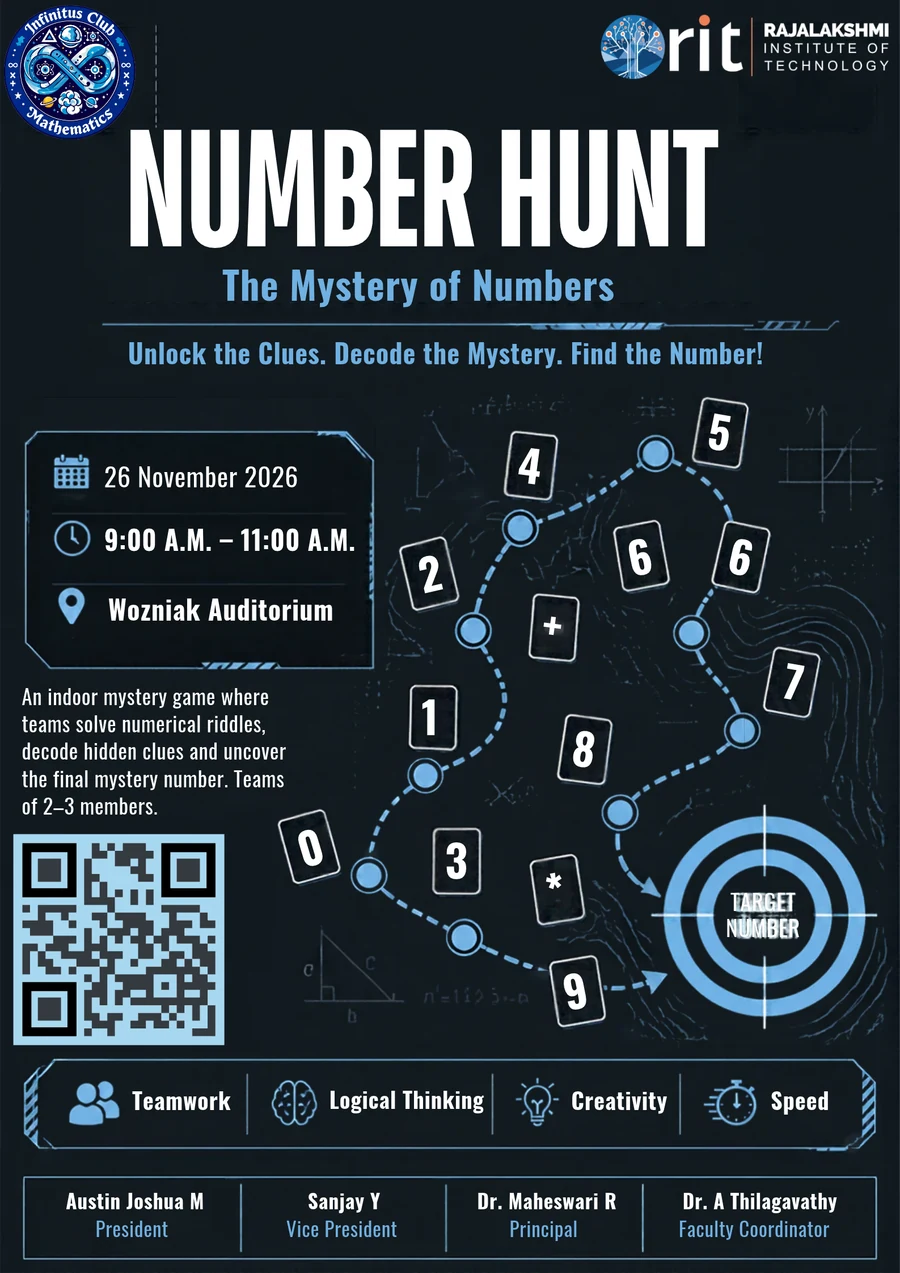 Infinitus Club
Mathematics
rit
RAJALAKSHMI
INSTITUTE OF
TECHNOLOGY
NUMBER HUNT
The Mystery of Numbers
Unlock the Clues. Decode the Mystery. Find the Number!
26 November 2026
9:00 A.M. – 11:00 A.M.
Wozniak Auditorium
An indoor mystery game where
teams solve numerical riddles,
decode hidden clues and uncover
the final mystery number. Teams
of 2–3 members.
5
4
6
6
2
+
7
1
8
0
3
*
9
TARGET
NUMBER
y
x
a
c
b
Teamwork
Logical Thinking
Creativity
Speed
Austin Joshua M
President
Sanjay Y
Vice President
Dr. Maheswari R
Principal
Dr. A Thilagavathy
Faculty Coordinator